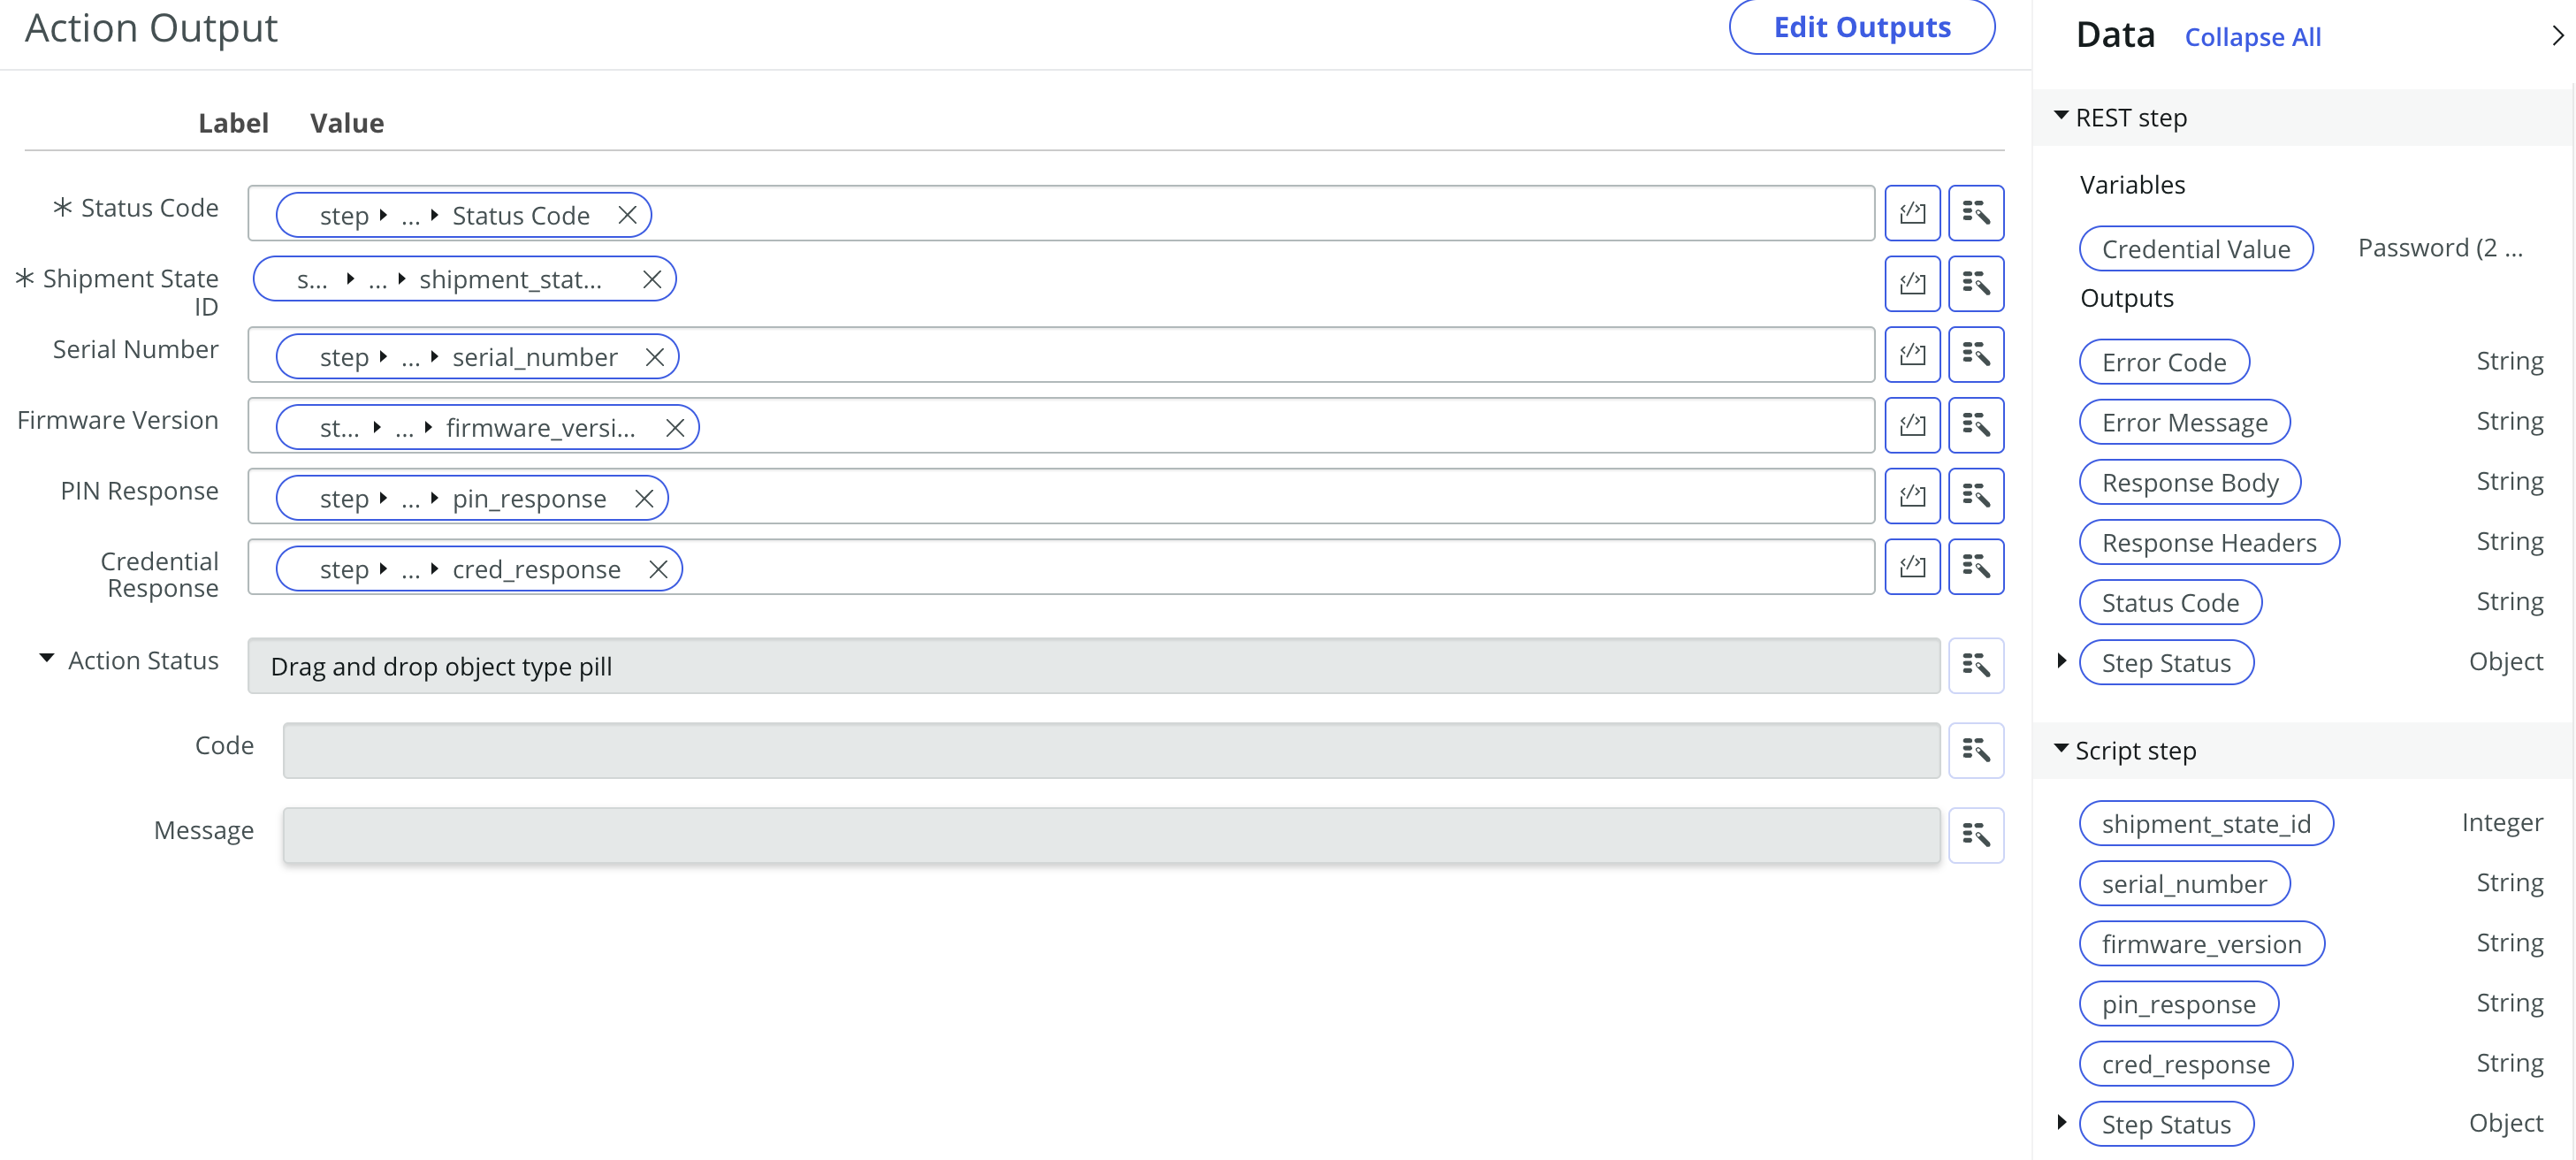 Action Output
Edit Outputs
Label Value
* Status Code
step ... Status Code
* Shipment State
ID
s... ... shipment_stat...
Serial Number
step ... serial_number
Firmware Version
st... ... firmware_versi...
PIN Response
step ... pin_response
Credential
Response
step ... cred_response
Action Status
Drag and drop object type pill
Code
Message
Data Collapse All
REST step
Variables
Credential Value Password (2 ...
Outputs
Error Code String
Error Message String
Response Body String
Response Headers String
Status Code String
Step Status Object
Script step
shipment_state_id Integer
serial_number String
firmware_version String
pin_response String
cred_response String
Step Status Object